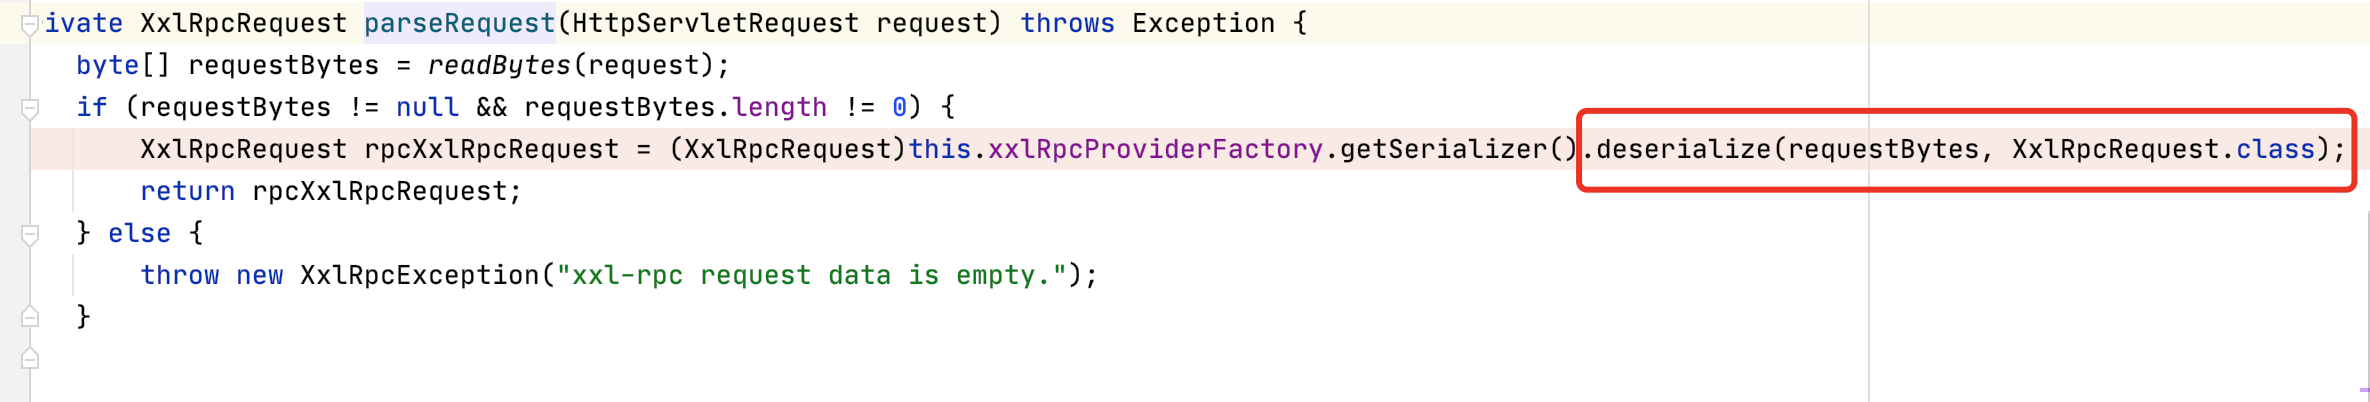 ivate XxlRpcRequest parseRequest(HttpServletRequest request) throws Exception {
byte[] requestBytes = readBytes(request);
if (requestBytes != null && requestBytes.length != 0) {
XxlRpcRequest rpcXxlRpcRequest = (XxlRpcRequest)this.xxlRpcProviderFactory.getSerializer().deserialize(requestBytes, XxlRpcRequest.class);
return rpcXxlRpcRequest;
} else {
throw new XxlRpcException("xxl-rpc request data is empty.");
}